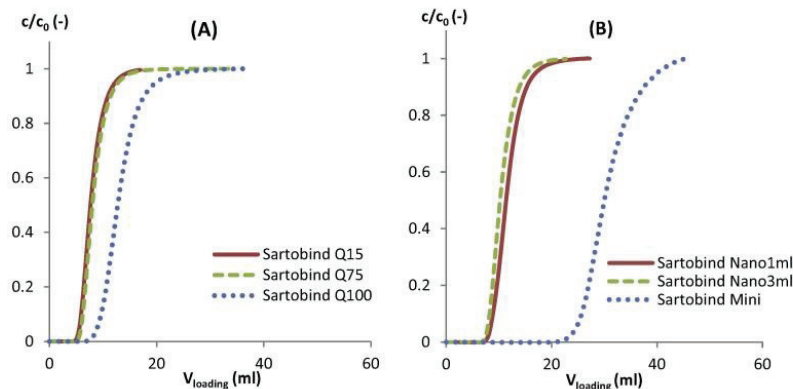 c/c₀ (-)
(A)
1
0.8
0.6
0.4
0.2
0
0
20
40
60
V_loading (ml)
Sartobind Q15
Sartobind Q75
Sartobind Q100
c/c₀ (-)
(B)
1
0.8
0.6
0.4
0.2
0
0
20
40
60
V_loading (ml)
Sartobind Nano1ml
Sartobind Nano3ml
Sartobind Mini